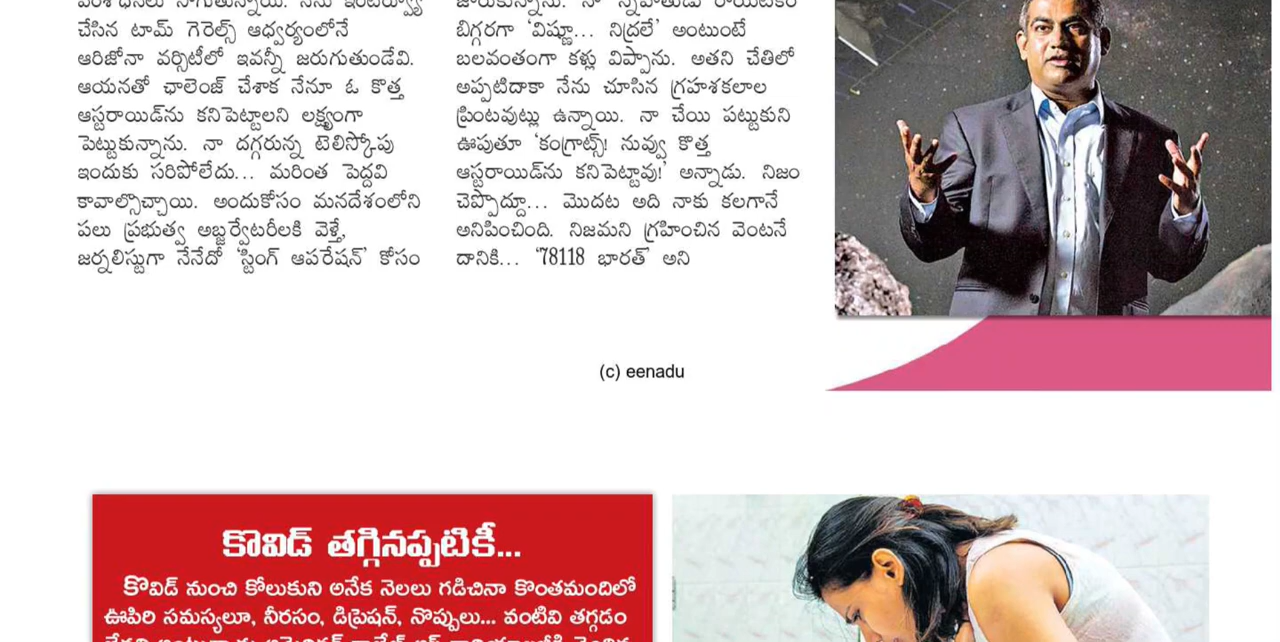 సాగుతున్నాయి. నేను ఇంటర్వ్యూ
చేసిన టామ్ గెరెల్స్ ఆధ్వర్యంలోనే
ఆరిజోనా వర్సిటీలో ఇవన్నీ జరుగుతుండేవి.
ఆయనతో ఛాలెంజ్ చేశాక నేనూ ఓ కొత్త
ఆస్టరాయిడ్‌ను కనిపెట్టాలని లక్ష్యంగా
పెట్టుకున్నాను. నా దగ్గరున్న టెలిస్కోపు
ఇందుకు సరిపోలేదు... మరింత పెద్దవి
కావాల్సొచ్చాయి. అందుకోసం మనదేశంలోని
పలు ప్రభుత్వ అబ్జర్వేటరీలకి వెళ్తే,
జర్నలిస్టుగా నేనేదో ‘స్టింగ్ ఆపరేషన్’ కోసం
జారుకున్నాను. నా స్నేహితుడు
బిగ్గరగా ‘విష్ణూ... నిద్రలే’ అంటుంటే
బలవంతంగా కళ్లు విప్పాను. అతని చేతిలో
అప్పటిదాకా నేను చూసిన గ్రహశకలాల
ప్రింటవుట్లు ఉన్నాయి. నా చేయి పట్టుకుని
ఊపుతూ ‘కంగ్రాట్స్! నువ్వు కొత్త
ఆస్టరాయిడ్‌ను కనిపెట్టావు!’ అన్నాడు. నిజం
చెప్పొద్దూ... మొదట అది నాకు కలగానే
అనిపించింది. నిజమని గ్రహించిన వెంటనే
దానికి... ‘78118 భారత్’ అని
(c) eenadu
కొవిడ్ తగ్గినప్పటికీ...
కొవిడ్ నుంచి కోలుకుని అనేక నెలలు గడిచినా కొంతమందిలో
ఊపిరి సమస్యలూ, నీరసం, డిప్రెషన్, నొప్పులు... వంటివి తగ్గడం